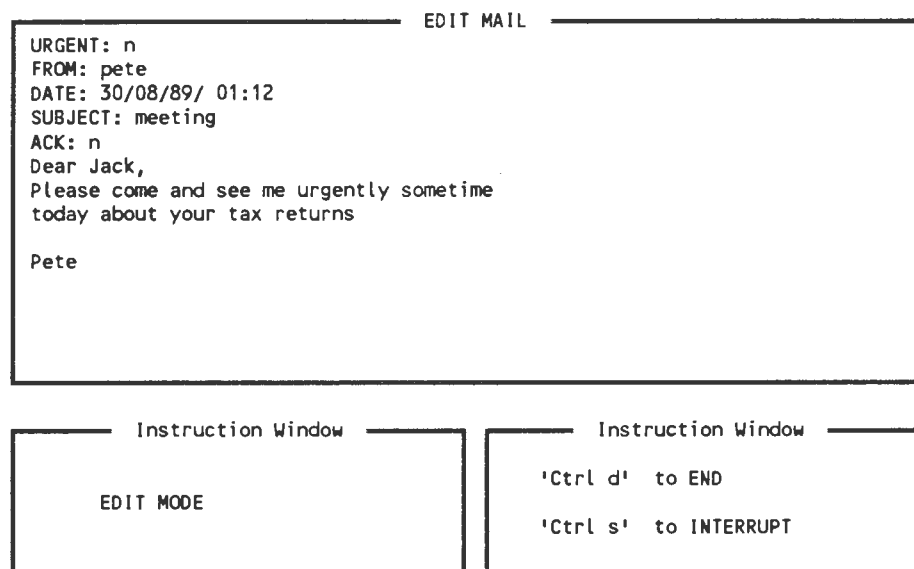 EDIT MAIL
URGENT: n
FROM: pete
DATE: 30/08/89/ 01:12
SUBJECT: meeting
ACK: n
Dear Jack,
Please come and see me urgently sometime
today about your tax returns
Pete
Instruction Window
EDIT MODE
Instruction Window
'Ctrl d' to END
'Ctrl s' to INTERRUPT